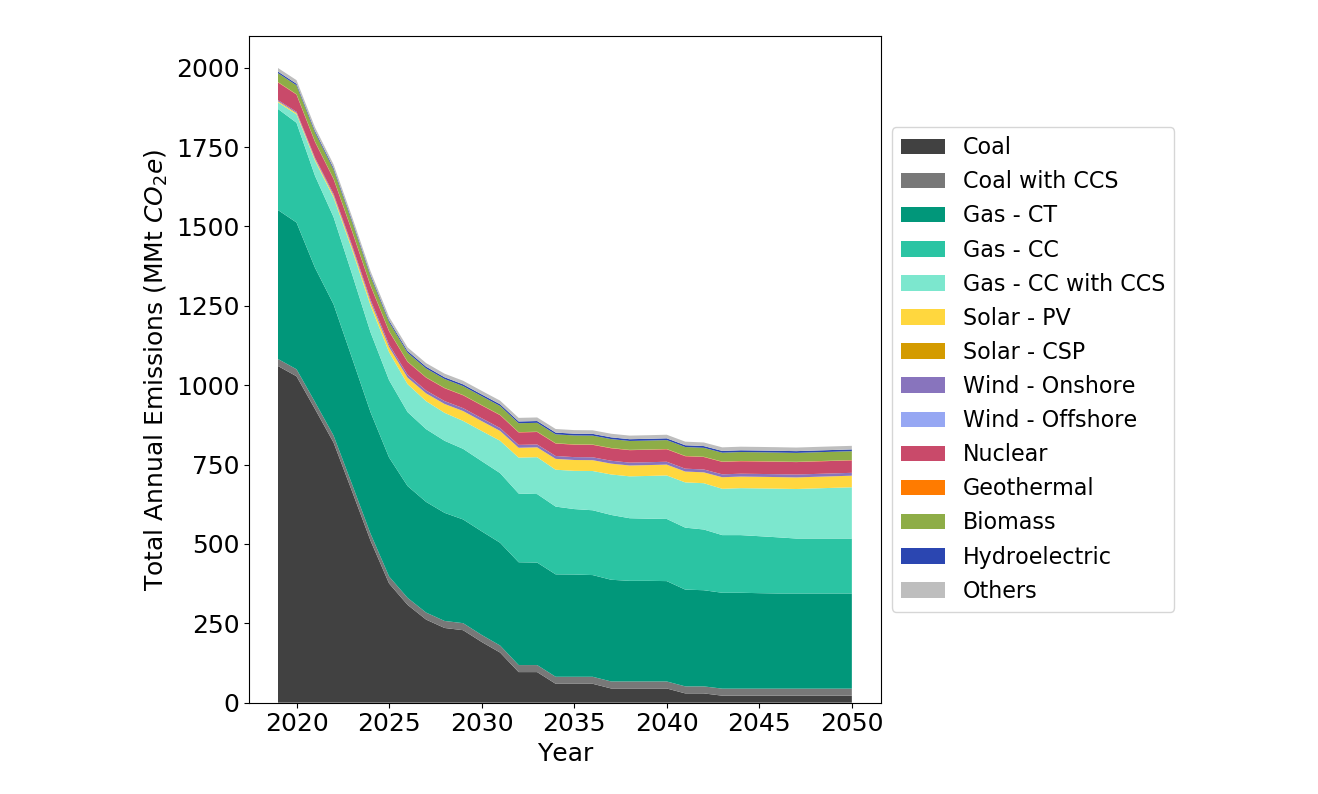 Total Annual Emissions (MMt CO₂e)
2000
1750
1500
1250
1000
750
500
250
0
2020 2025 2030 2035 2040 2045 2050
Year
Coal
Coal with CCS
Gas - CT
Gas - CC
Gas - CC with CCS
Solar - PV
Solar - CSP
Wind - Onshore
Wind - Offshore
Nuclear
Geothermal
Biomass
Hydroelectric
Others